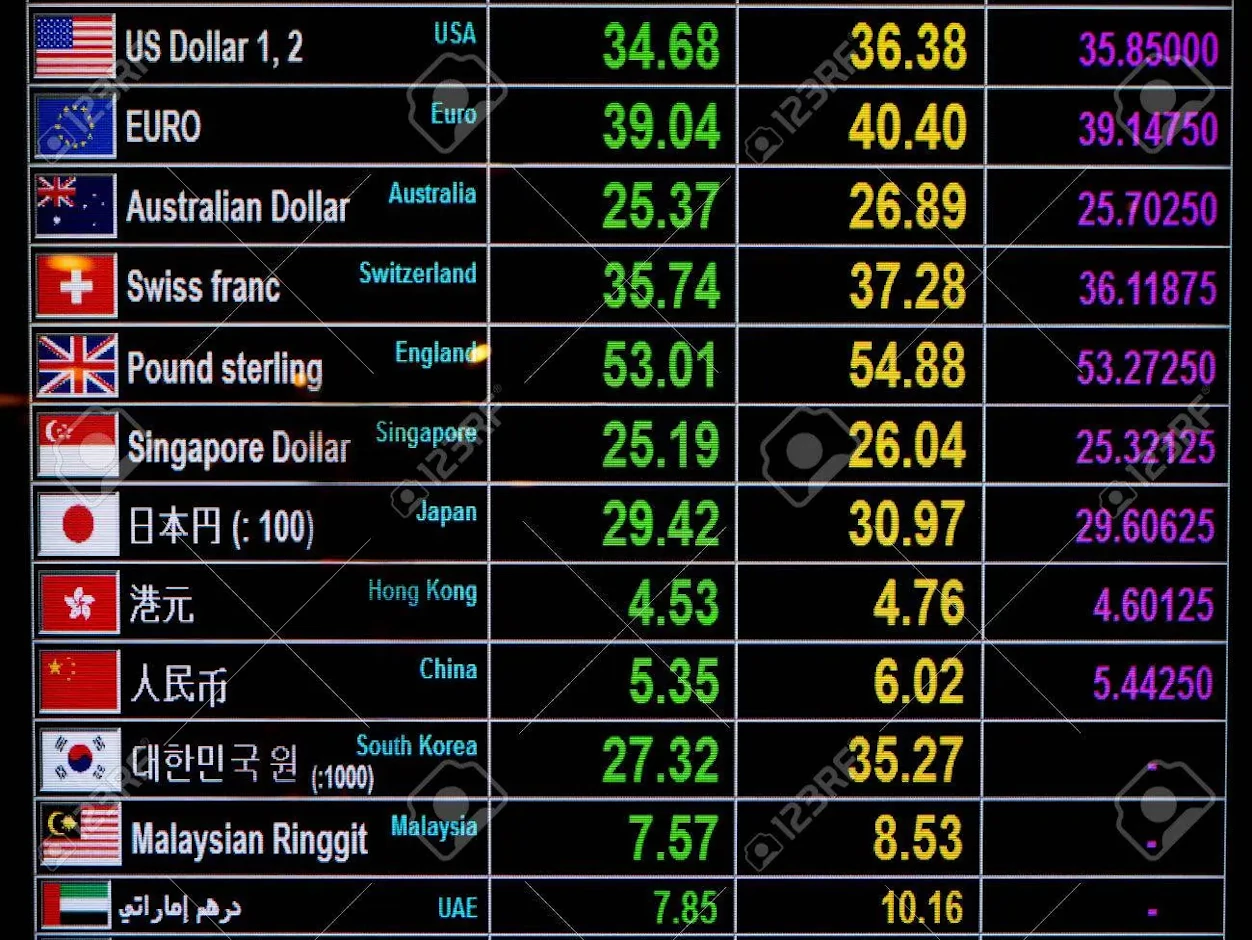 US Dollar 1, 2 USA 34.68 36.38 35.85000
EURO Euro 39.04 40.40 39.14750
Australian Dollar Australia 25.37 26.89 25.70250
Swiss franc Switzerland 35.74 37.28 36.11875
Pound sterling England 53.01 54.88 53.27250
Singapore Dollar Singapore 25.19 26.04 25.32125
日本円 (: 100) Japan 29.42 30.97 29.60625
港元 Hong Kong 4.53 4.76 4.60125
人民币 China 5.35 6.02 5.44250
대한민국 원 (:1000) South Korea 27.32 35.27 -
Malaysian Ringgit Malaysia 7.57 8.53 -
درهم إماراتي UAE 7.85 10.16 -
123RF
123RF
123RF
123RF
123RF
123RF